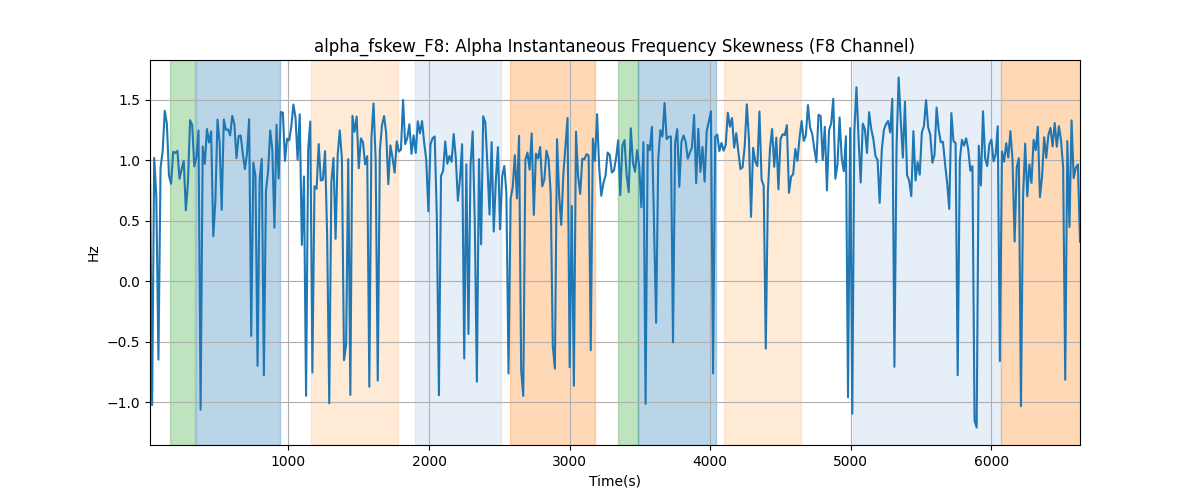 alpha_fskew_F8: Alpha Instantaneous Frequency Skewness (F8 Channel)
1.5
1.0
0.5
0.0
−0.5
−1.0
Hz
1000 2000 3000 4000 5000 6000
Time(s)